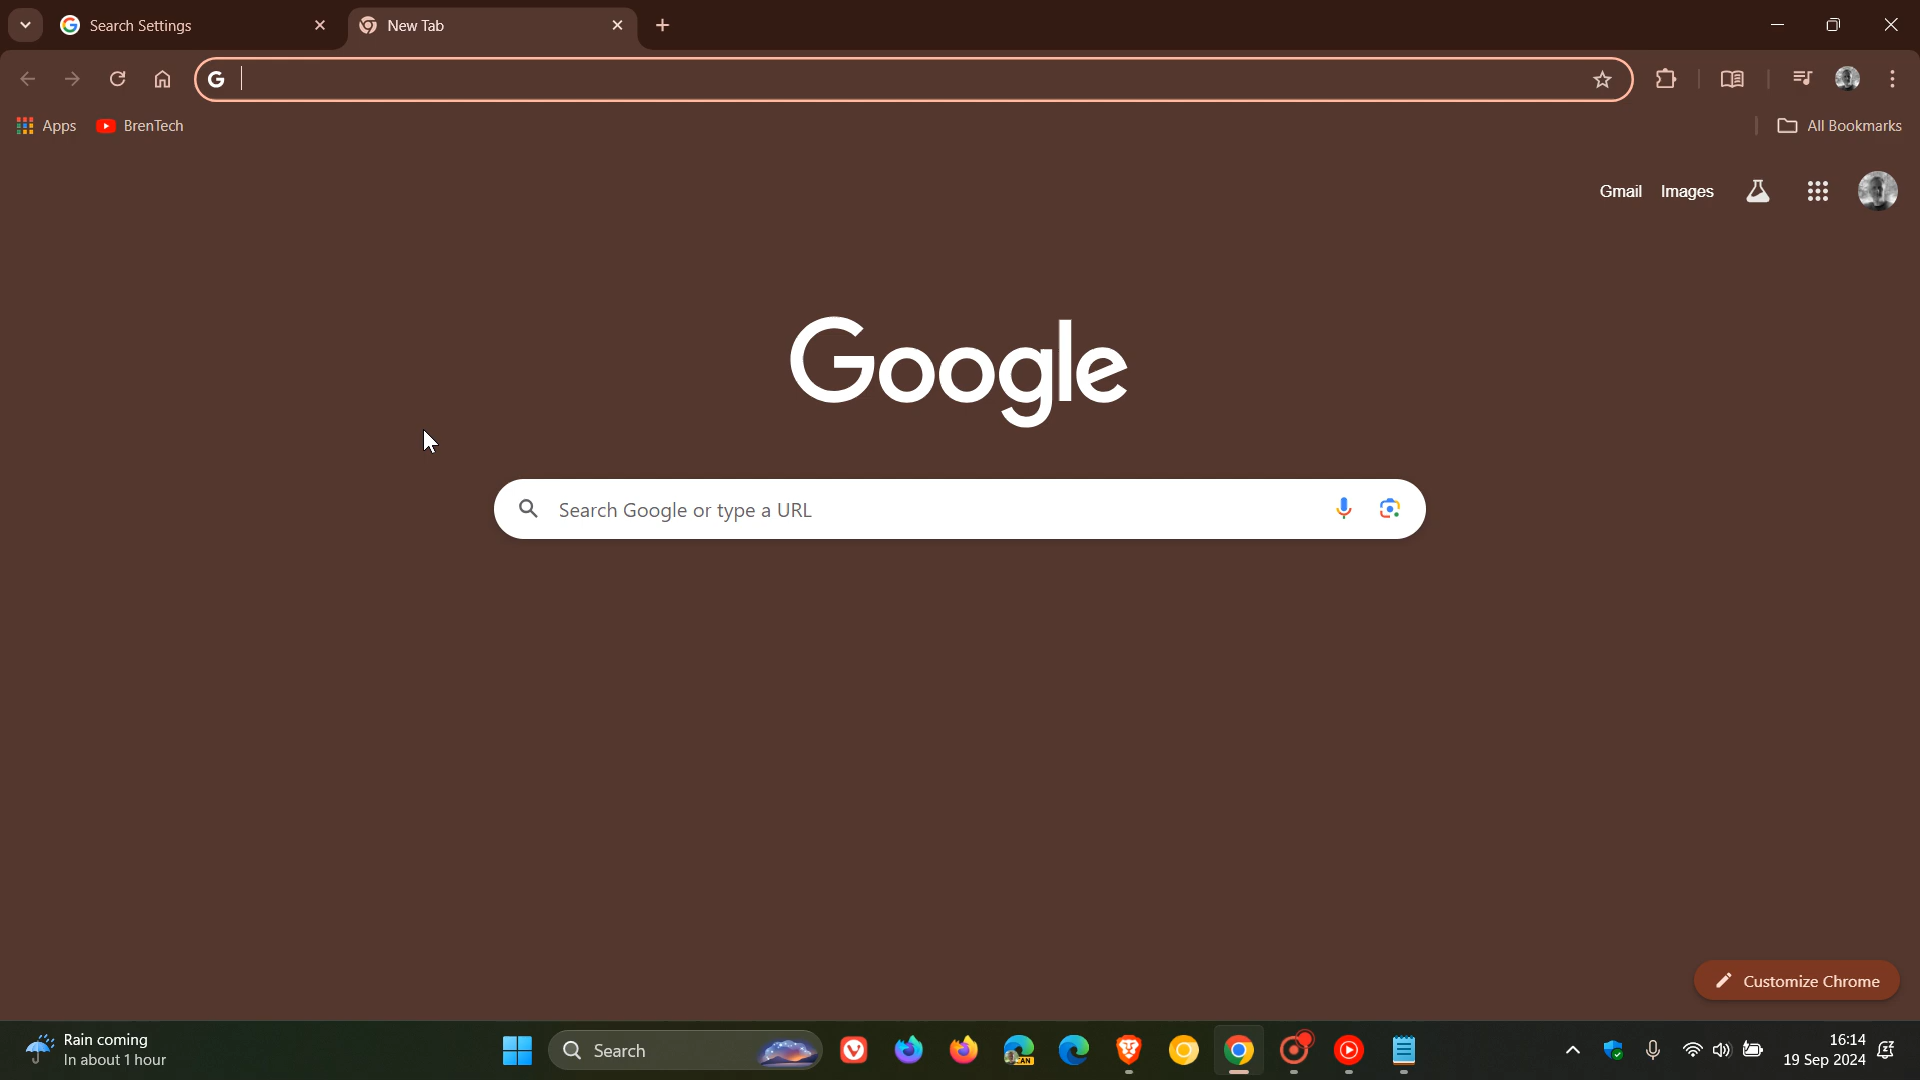 Search Settings
New Tab
Apps
BrenTech
All Bookmarks
Gmail
Images
Google
Search Google or type a URL
Customize Chrome
Rain coming
In about 1 hour
Search
CAN
16:14
19 Sep 2024